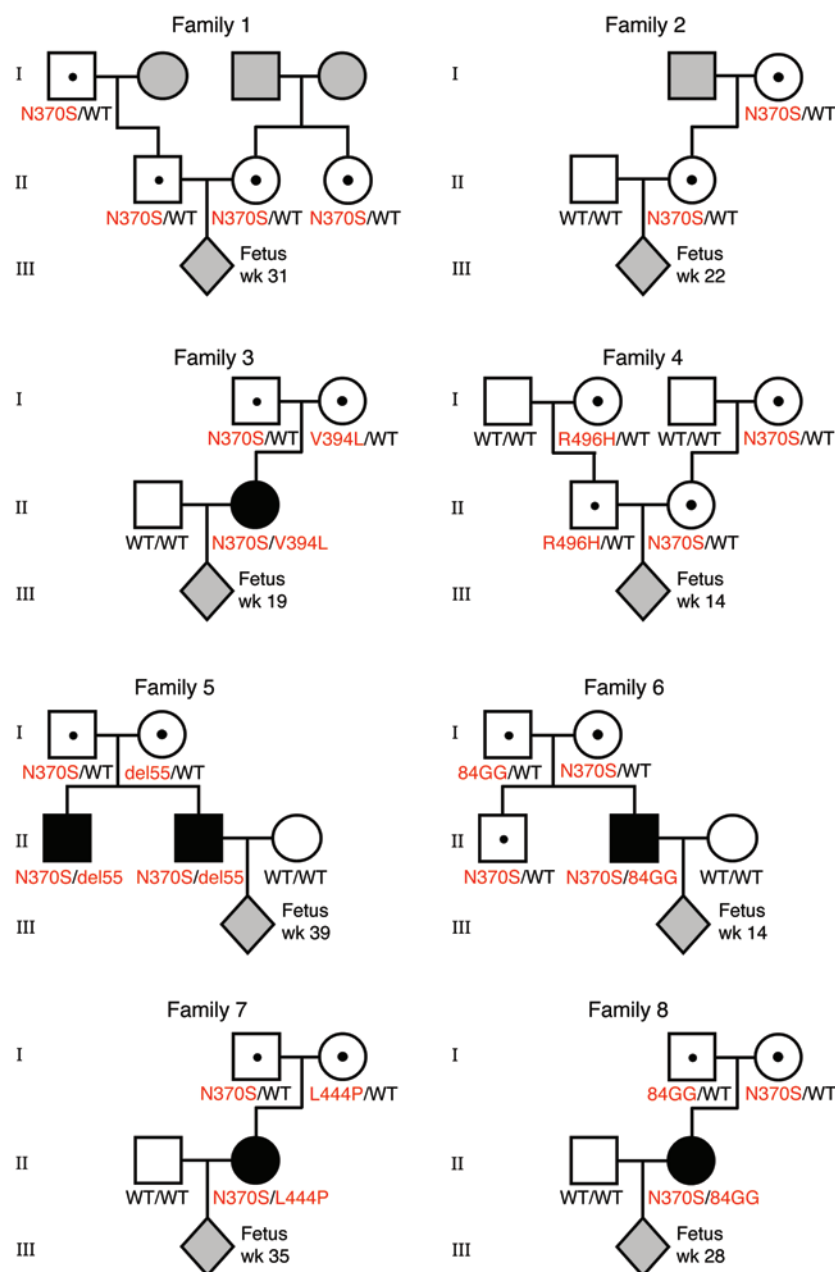 Family 1
I
N370S/WT
II
N370S/WT N370S/WT N370S/WT
III
Fetus
wk 31
Family 2
I
N370S/WT
II
WT/WT N370S/WT
III
Fetus
wk 22
Family 3
I
N370S/WT V394L/WT
II
WT/WT N370S/V394L
III
Fetus
wk 19
Family 4
I
WT/WT R496H/WT WT/WT N370S/WT
II
R496H/WT N370S/WT
III
Fetus
wk 14
Family 5
I
N370S/WT del55/WT
II
N370S/del55 N370S/del55 WT/WT
III
Fetus
wk 39
Family 6
I
84GG/WT N370S/WT
II
N370S/WT N370S/84GG WT/WT
III
Fetus
wk 14
Family 7
I
N370S/WT L444P/WT
II
WT/WT N370S/L444P
III
Fetus
wk 35
Family 8
I
84GG/WT N370S/WT
II
WT/WT N370S/84GG
III
Fetus
wk 28